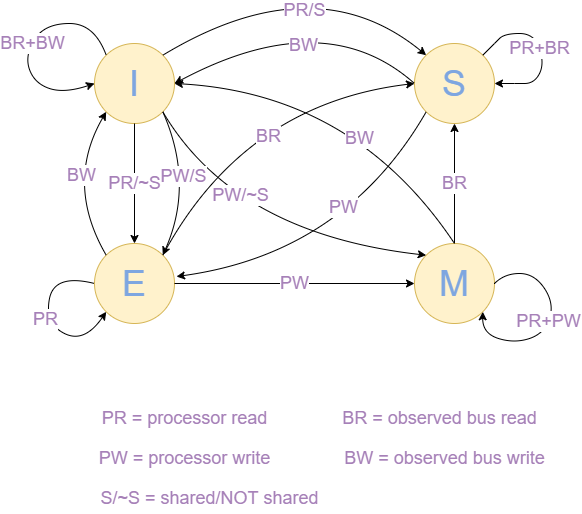 PR/S
BR+BW
BW
PR+BR
I
S
BR
BW
BW
PR/~S
PW/S
PW/~S
BR
PW
E
PW
M
PR
PR+PW
PR = processor read
BR = observed bus read
PW = processor write
BW = observed bus write
S/~S = shared/NOT shared